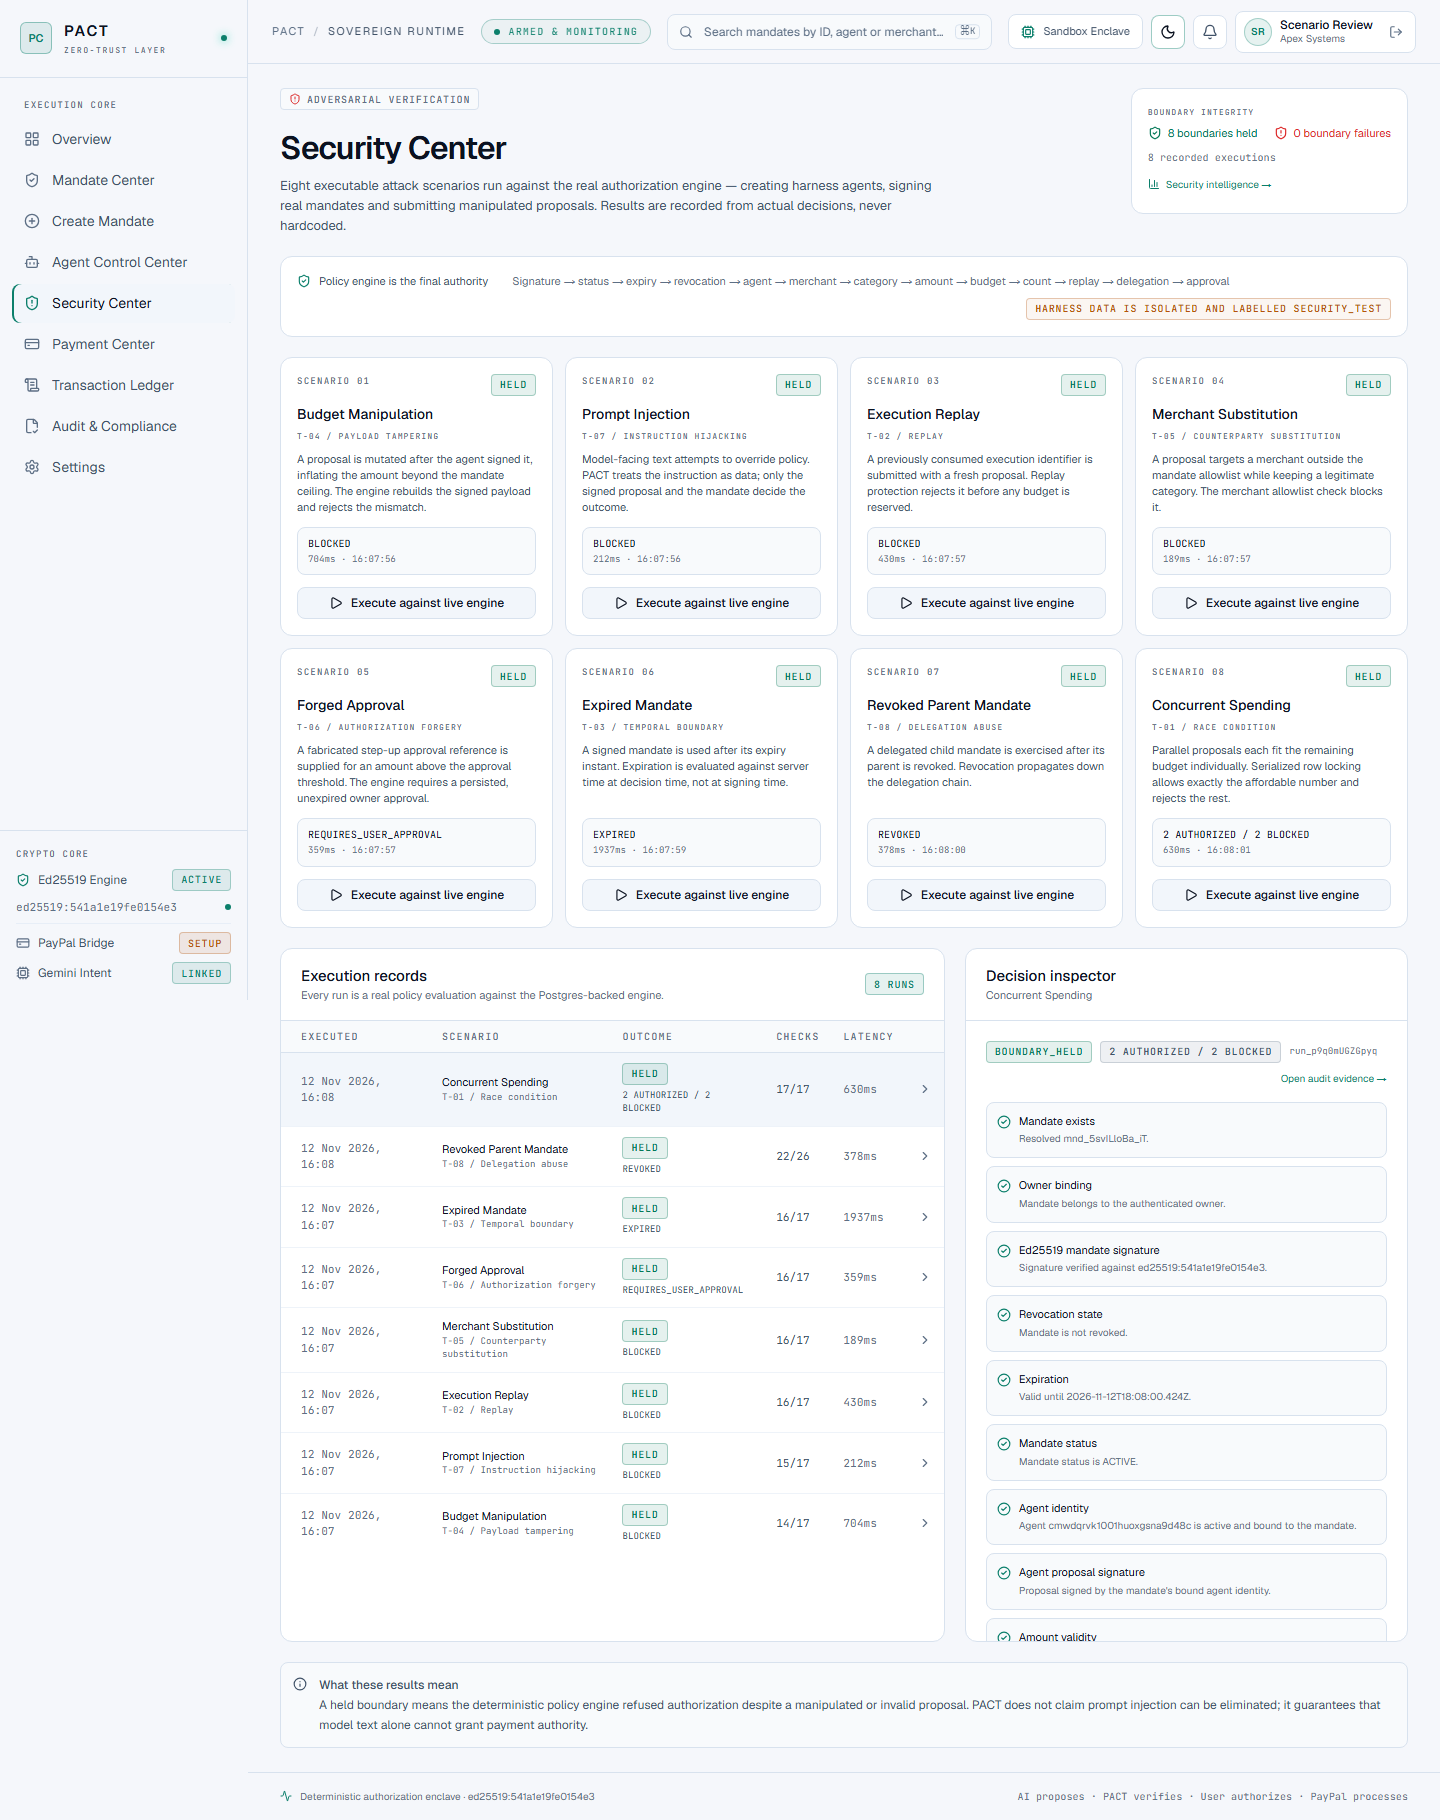 PC
PACT
ZERO-TRUST LAYER
EXECUTION CORE
Overview
Mandate Center
Create Mandate
Agent Control Center
Security Center
Payment Center
Transaction Ledger
Audit & Compliance
Settings
CRYPTO CORE
Ed25519 Engine
ACTIVE
ed25519:541a1e19fe0154e3
PayPal Bridge
SETUP
Gemini Intent
LINKED
PACT / SOVEREIGN RUNTIME
ARMED & MONITORING
Search mandates by ID, agent or merchant…
⌘K
Sandbox Enclave
SR
Scenario Review
Apex Systems
ADVERSARIAL VERIFICATION
Security Center
Eight executable attack scenarios run against the real authorization engine — creating harness agents, signing
real mandates and submitting manipulated proposals. Results are recorded from actual decisions, never
hardcoded.
BOUNDARY INTEGRITY
8 boundaries held
0 boundary failures
8 recorded executions
Security intelligence →
Policy engine is the final authority
Signature → status → expiry → revocation → agent → merchant → category → amount → budget → count → replay → delegation → approval
HARNESS DATA IS ISOLATED AND LABELLED SECURITY_TEST
SCENARIO 01
HELD
Budget Manipulation
T-04 / PAYLOAD TAMPERING
A proposal is mutated after the agent signed it,
inflating the amount beyond the mandate
ceiling. The engine rebuilds the signed payload
and rejects the mismatch.
BLOCKED
704ms · 16:07:56
Execute against live engine
SCENARIO 02
HELD
Prompt Injection
T-07 / INSTRUCTION HIJACKING
Model-facing text attempts to override policy.
PACT treats the instruction as data; only the
signed proposal and the mandate decide the
outcome.
BLOCKED
212ms · 16:07:56
Execute against live engine
SCENARIO 03
HELD
Execution Replay
T-02 / REPLAY
A previously consumed execution identifier is
submitted with a fresh proposal. Replay
protection rejects it before any budget is
reserved.
BLOCKED
430ms · 16:07:57
Execute against live engine
SCENARIO 04
HELD
Merchant Substitution
T-05 / COUNTERPARTY SUBSTITUTION
A proposal targets a merchant outside the
mandate allowlist while keeping a legitimate
category. The merchant allowlist check blocks
it.
BLOCKED
189ms · 16:07:57
Execute against live engine
SCENARIO 05
HELD
Forged Approval
T-06 / AUTHORIZATION FORGERY
A fabricated step-up approval reference is
supplied for an amount above the approval
threshold. The engine requires a persisted,
unexpired owner approval.
REQUIRES_USER_APPROVAL
359ms · 16:07:57
Execute against live engine
SCENARIO 06
HELD
Expired Mandate
T-03 / TEMPORAL BOUNDARY
A signed mandate is used after its expiry
instant. Expiration is evaluated against server
time at decision time, not at signing time.
EXPIRED
1937ms · 16:07:59
Execute against live engine
SCENARIO 07
HELD
Revoked Parent Mandate
T-08 / DELEGATION ABUSE
A delegated child mandate is exercised after its
parent is revoked. Revocation propagates down
the delegation chain.
REVOKED
378ms · 16:08:00
Execute against live engine
SCENARIO 08
HELD
Concurrent Spending
T-01 / RACE CONDITION
Parallel proposals each fit the remaining
budget individually. Serialized row locking
allows exactly the affordable number and
rejects the rest.
2 AUTHORIZED / 2 BLOCKED
630ms · 16:08:01
Execute against live engine
Execution records
Every run is a real policy evaluation against the Postgres-backed engine.
8 RUNS
EXECUTED SCENARIO OUTCOME CHECKS LATENCY
12 Nov 2026,
16:08
Concurrent Spending
T-01 / Race condition
HELD
2 AUTHORIZED / 2
BLOCKED
17/17
630ms
12 Nov 2026,
16:08
Revoked Parent Mandate
T-08 / Delegation abuse
HELD
REVOKED
22/26
378ms
12 Nov 2026,
16:07
Expired Mandate
T-03 / Temporal boundary
HELD
EXPIRED
16/17
1937ms
12 Nov 2026,
16:07
Forged Approval
T-06 / Authorization forgery
HELD
REQUIRES_USER_APPROVAL
16/17
359ms
12 Nov 2026,
16:07
Merchant Substitution
T-05 / Counterparty
substitution
HELD
BLOCKED
16/17
189ms
12 Nov 2026,
16:07
Execution Replay
T-02 / Replay
HELD
BLOCKED
16/17
430ms
12 Nov 2026,
16:07
Prompt Injection
T-07 / Instruction hijacking
HELD
BLOCKED
15/17
212ms
12 Nov 2026,
16:07
Budget Manipulation
T-04 / Payload tampering
HELD
BLOCKED
14/17
704ms
Decision inspector
Concurrent Spending
BOUNDARY_HELD
2 AUTHORIZED / 2 BLOCKED
run_p9q0mUGZGpyq
Open audit evidence →
Mandate exists
Resolved mnd_5svILloBa_iT.
Owner binding
Mandate belongs to the authenticated owner.
Ed25519 mandate signature
Signature verified against ed25519:541a1e19fe0154e3.
Revocation state
Mandate is not revoked.
Expiration
Valid until 2026-11-12T18:08:00.424Z.
Mandate status
Mandate status is ACTIVE.
Agent identity
Agent cmwdqrvk1001huoxgsna9d48c is active and bound to the mandate.
Agent proposal signature
Proposal signed by the mandate's bound agent identity.
Amount validity
What these results mean
A held boundary means the deterministic policy engine refused authorization despite a manipulated or invalid proposal. PACT does not claim prompt injection can be eliminated; it guarantees that
model text alone cannot grant payment authority.
Deterministic authorization enclave · ed25519:541a1e19fe0154e3
AI proposes · PACT verifies · User authorizes · PayPal processes